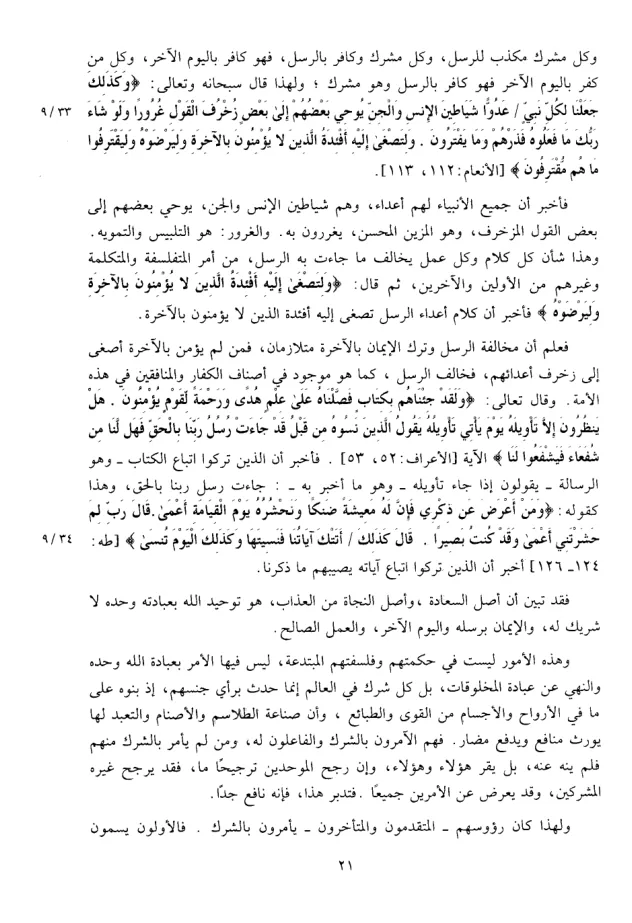 وكل مشرك مكذب للرسل، وكل مشرك وكافر بالرسل، فهو كافر باليوم الآخر، وكل من
كفر باليوم الآخر فهو كافر بالرسل وهو مشرك ؛ ولهذا قال سبحانه وتعالى: ﴿وَكَذَلِكَ
جَعَلْنَا لِكُلِّ نَبِيٍّ / عَدُوًّا شَيَاطِينَ الإِنسِ وَالْجِنِّ يُوحِي بَعْضُهُمْ إِلَىٰ بَعْضٍ زُخْرُفَ الْقَوْلِ غُرُورًا وَلَوْ شَاءَ ٩/٣٣
رَبُّكَ مَا فَعَلُوهُ فَذَرْهُمْ وَمَا يَفْتَرُونَ . وَلِتَصْغَىٰ إِلَيْهِ أَفْئِدَةُ الَّذِينَ لا يُؤْمِنُونَ بِالآخِرَةِ وَلِيَرْضَوْهُ وَلِيَقْتَرِفُوا
مَا هُم مُّقْتَرِفُونَ ﴾ [الأنعام:١١٢، ١١٣].
فأخبر أن جميع الأنبياء لهم أعداء، وهم شياطين الإنس والجن، يوحي بعضهم إلى
بعض القول المزخرف، وهو المزين المحسن، يغررون به. والغرور: هو التلبيس والتمويه.
وهذا شأن كل كلام وكل عمل يخالف ما جاءت به الرسل، من أمر المتفلسفة والمتكلمة
وغيرهم من الأولين والآخرين، ثم قال: ﴿وَلِتَصْغَىٰ إِلَيْهِ أَفْئِدَةُ الَّذِينَ لا يُؤْمِنُونَ بِالآخِرَةِ
وَلِيَرْضَوْهُ ﴾ فأخبر أن كلام أعداء الرسل تصغى إليه أفئدة الذين لا يؤمنون بالآخرة.
فعلم أن مخالفة الرسل وترك الإيمان بالآخرة متلازمان، فمن لم يؤمن بالآخرة أصغى
إلى زخرف أعدائهم، فخالف الرسل ، كما هو موجود في أصناف الكفار والمنافقين في هذه
الأمة. وقال تعالى: ﴿وَلَقَدْ جِئْنَاهُم بِكِتَابٍ فَصَّلْنَاهُ عَلَىٰ عِلْمٍ هُدًى وَرَحْمَةً لِّقَوْمٍ يُؤْمِنُونَ . هَلْ
يَنظُرُونَ إِلاَّ تَأْوِيلَهُ يَوْمَ يَأْتِي تَأْوِيلُهُ يَقُولُ الَّذِينَ نَسُوهُ مِن قَبْلُ قَدْ جَاءَتْ رُسُلُ رَبِّنَا بِالْحَقِّ فَهَل لَّنَا مِن
شُفَعَاءَ فَيَشْفَعُوا لَنَا ﴾ الآية [الأعراف:٥٢، ٥٣] . فأخبر أن الذين تركوا اتباع الكتاب ـ وهو
الرسالة ـ يقولون إذا جاء تأويله ـ وهو ما أخبر به ـ : جاءت رسل ربنا بالحق، وهذا
كقوله: ﴿وَمَنْ أَعْرَضَ عَن ذِكْرِي فَإِنَّ لَهُ مَعِيشَةً ضَنكًا وَنَحْشُرُهُ يَوْمَ الْقِيَامَةِ أَعْمَىٰ .قَالَ رَبِّ لِمَ
حَشَرْتَنِي أَعْمَىٰ وَقَدْ كُنتُ بَصِيرًا . قَالَ كَذَلِكَ / أَتَتْكَ آيَاتُنَا فَنَسِيتَهَا وَكَذَلِكَ الْيَوْمَ تُنسَىٰ ﴾ [طه: ٩/٣٤
١٢٤ـ ١٢٦] أخبر أن الذين تركوا اتباع آياته يصيبهم ما ذكرنا.
فقد تبين أن أصل السعادة ،وأصل النجاة من العذاب، هو توحيد الله بعبادته وحده لا
شريك له، والإيمان برسله واليوم الآخر، والعمل الصالح.
وهذه الأمور ليست في حكمتهم وفلسفتهم المبتدعة، ليس فيها الأمر بعبادة الله وحده
والنهي عن عبادة المخلوقات، بل كل شرك في العالم إنما حدث برأي جنسهم، إذ بنوه على
ما في الأرواح والأجسام من القوى والطبائع ، وأن صناعة الطلاسم والأصنام والتعبد لها
يورث منافع ويدفع مضار. فهم الآمرون بالشرك والفاعلون له، ومن لم يأمر بالشرك منهم
فلم ينه عنه، بل يقر هؤلاء وهؤلاء، وإن رجح الموحدين ترجيحًا ما، فقد يرجح غيره
المشركين، وقد يعرض عن الأمرين جميعًا .فتدبر هذا، فإنه نافع جدًا.
ولهذا كان رؤوسهم ـ المتقدمون والمتأخرون ـ يأمرون بالشرك . فالأولون يسمون
٢١